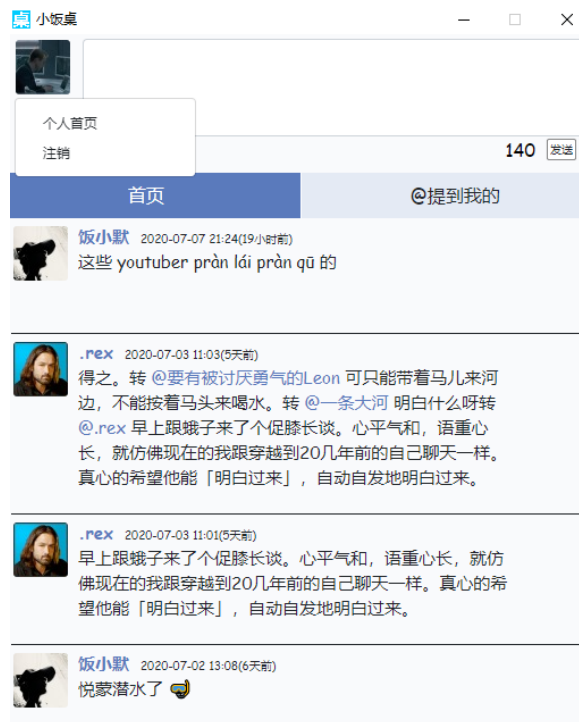 桌 小饭桌
个人首页
注销
140 发送
首页 @提到我的
饭小默 2020-07-07 21:24(19小时前)
这些 youtuber pràn lái pràn qū 的
.rex 2020-07-03 11:03(5天前)
得之。转 @要有被讨厌勇气的Leon 可只能带着马儿来河
边，不能按着马头来喝水。转 @一条大河 明白什么呀转
@.rex 早上跟蛾子来了个促膝长谈。心平气和，语重心
长，就仿佛现在的我跟穿越到20几年前的自己聊天一样。
真心的希望他能「明白过来」，自动自发地明白过来。
.rex 2020-07-03 11:01(5天前)
早上跟蛾子来了个促膝长谈。心平气和，语重心长，就仿
佛现在的我跟穿越到20几年前的自己聊天一样。真心的希
望他能「明白过来」，自动自发地明白过来。
饭小默 2020-07-02 13:08(6天前)
悦蒙潜水了 🤿